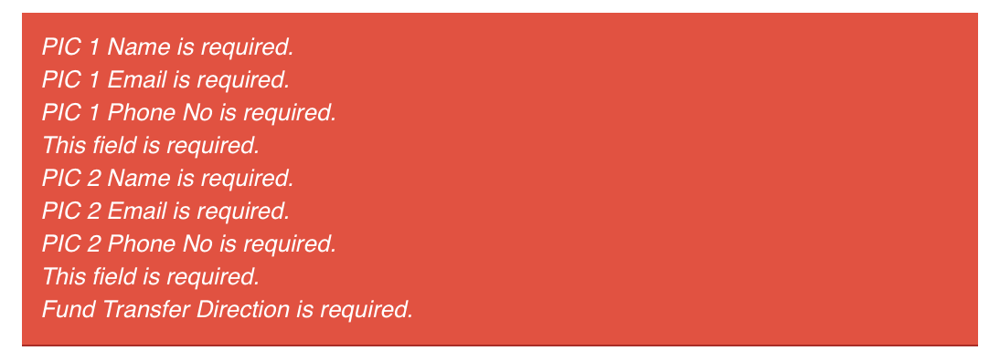 PIC 1 Name is required.
PIC 1 Email is required.
PIC 1 Phone No is required.
This field is required.
PIC 2 Name is required.
PIC 2 Email is required.
PIC 2 Phone No is required.
This field is required.
Fund Transfer Direction is required.